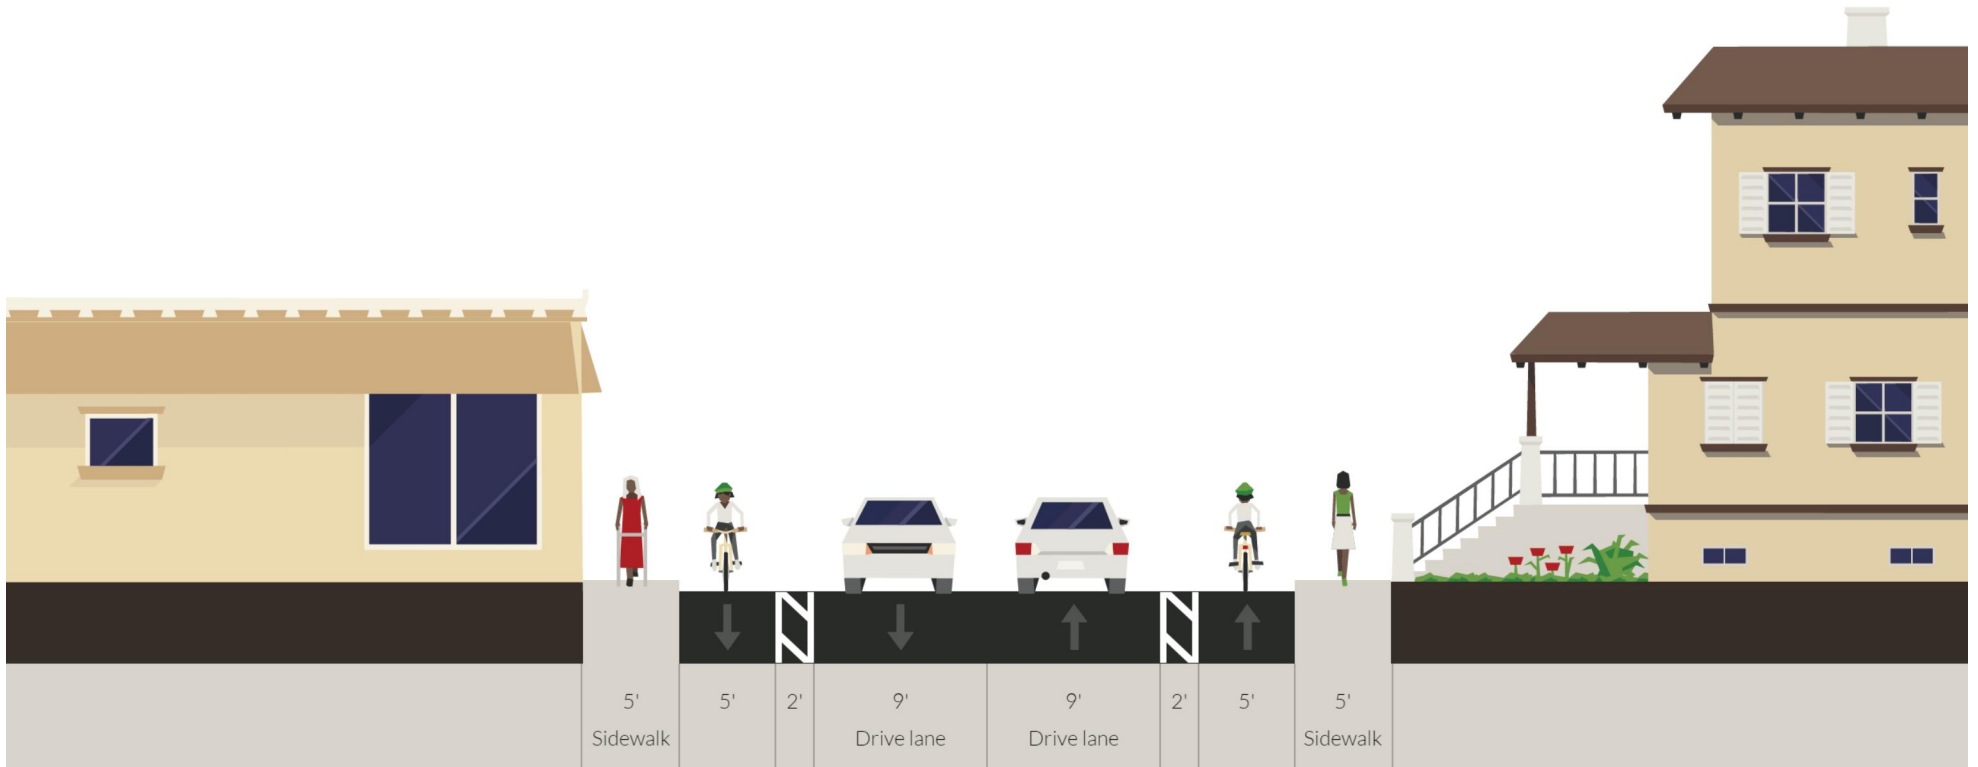 5' 5' 2' 9' 9' 2' 5' 5'
Sidewalk Drive lane Drive lane Sidewalk